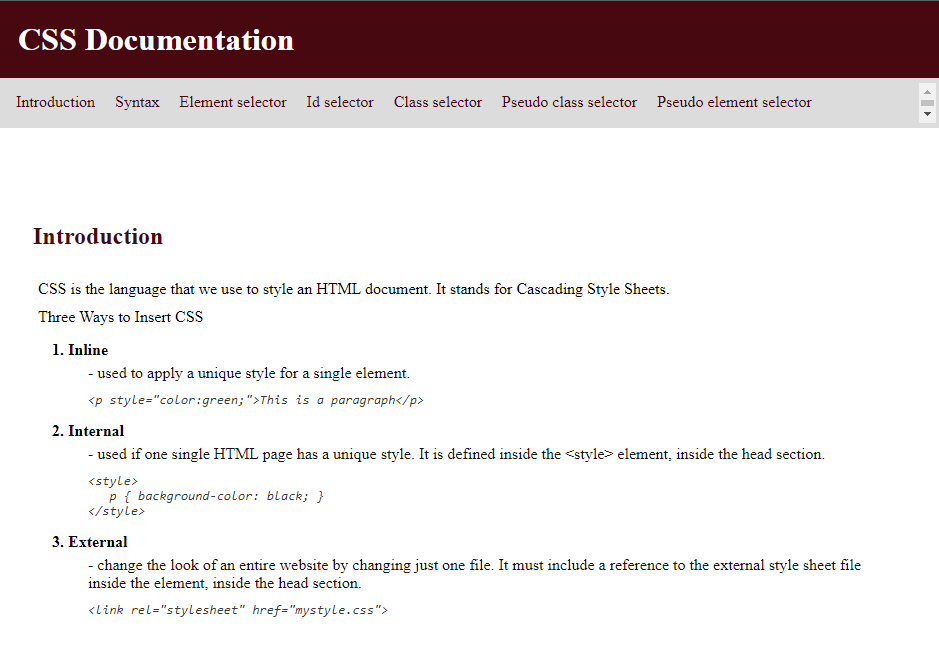 CSS Documentation
Introduction Syntax Element selector Id selector Class selector Pseudo class selector Pseudo element selector
Introduction
CSS is the language that we use to style an HTML document. It stands for Cascading Style Sheets.
Three Ways to Insert CSS
1. Inline
- used to apply a unique style for a single element.
<p style="color:green;">This is a paragraph</p>
2. Internal
- used if one single HTML page has a unique style. It is defined inside the <style> element, inside the head section.
<style>
p { background-color: black; }
</style>
3. External
- change the look of an entire website by changing just one file. It must include a reference to the external style sheet file
inside the element, inside the head section.
<link rel="stylesheet" href="mystyle.css">